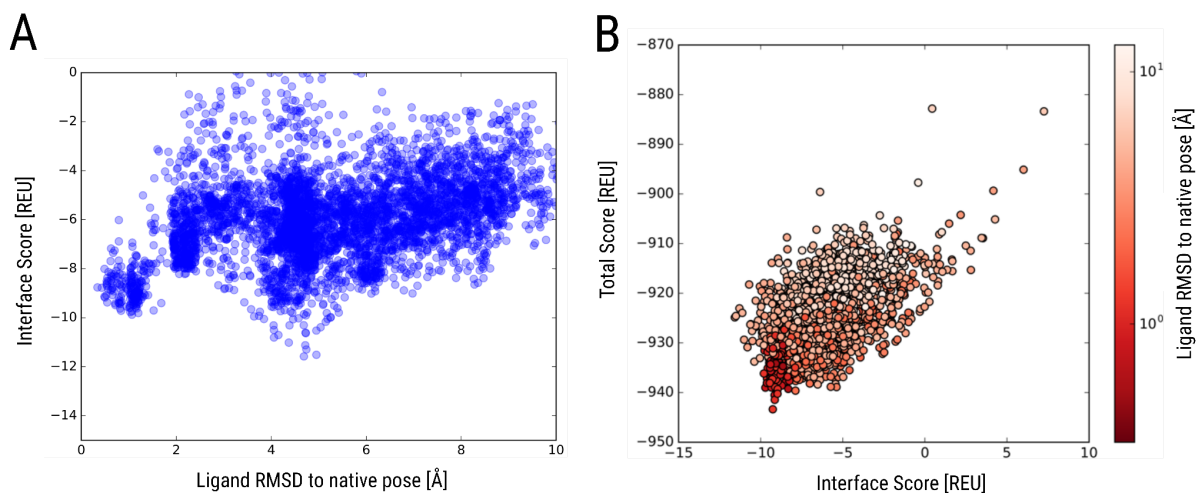 A
0
−2
−4
−6
−8
−10
−12
−14
0 2 4 6 8 10
Interface Score [REU]
Ligand RMSD to native pose [Å]
B
−870
−880
−890
−900
−910
−920
−930
−940
−950
−15 −10 −5 0 5 10
Total Score [REU]
Interface Score [REU]
10¹
10⁰
Ligand RMSD to native pose [Å]